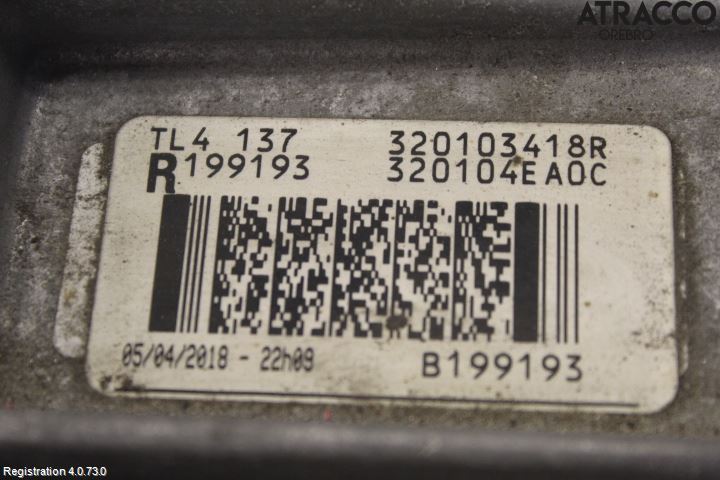 ATRACCO
ÖREBRO
TL4 137 320103418R
R199193 320104EA0C
05/04/2018 - 22h09 B199193
Registration 4.0.73.0